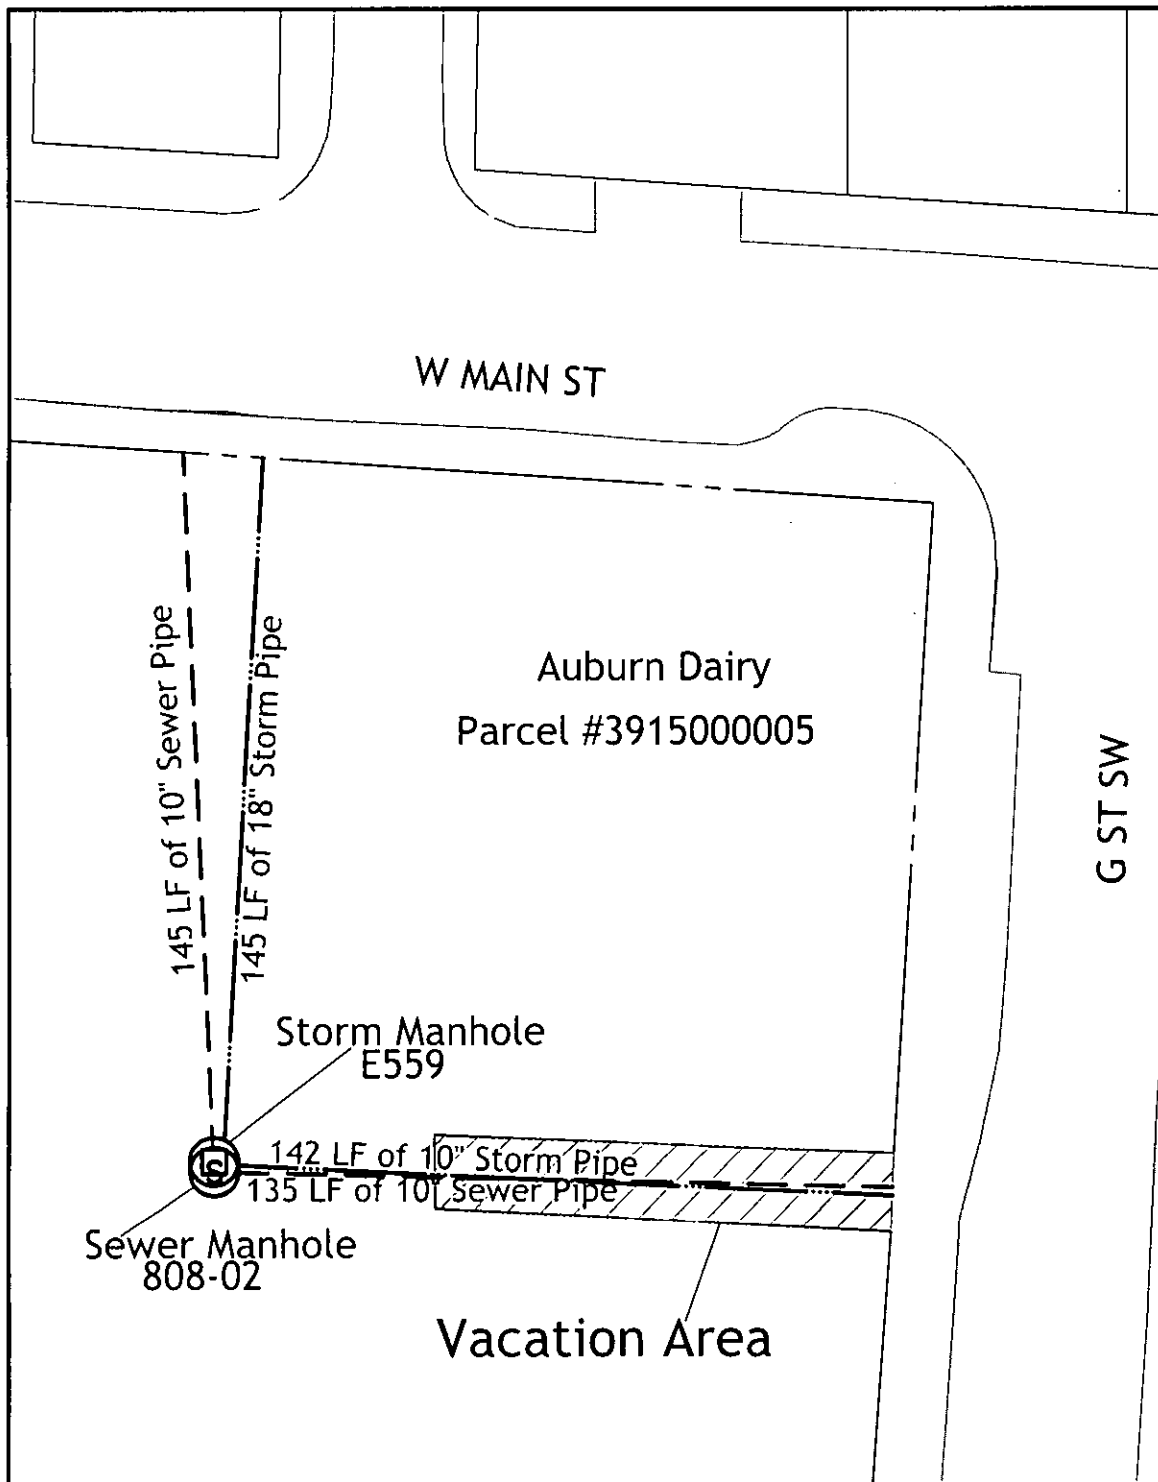 W MAIN ST
Auburn Dairy
Parcel #3915000005
G ST SW
145 LF of 10" Sewer Pipe
145 LF of 18" Storm Pipe
Storm Manhole
E559
142 LF of 10" Storm Pipe
135 LF of 10" Sewer Pipe
S
Sewer Manhole
808-02
Vacation Area